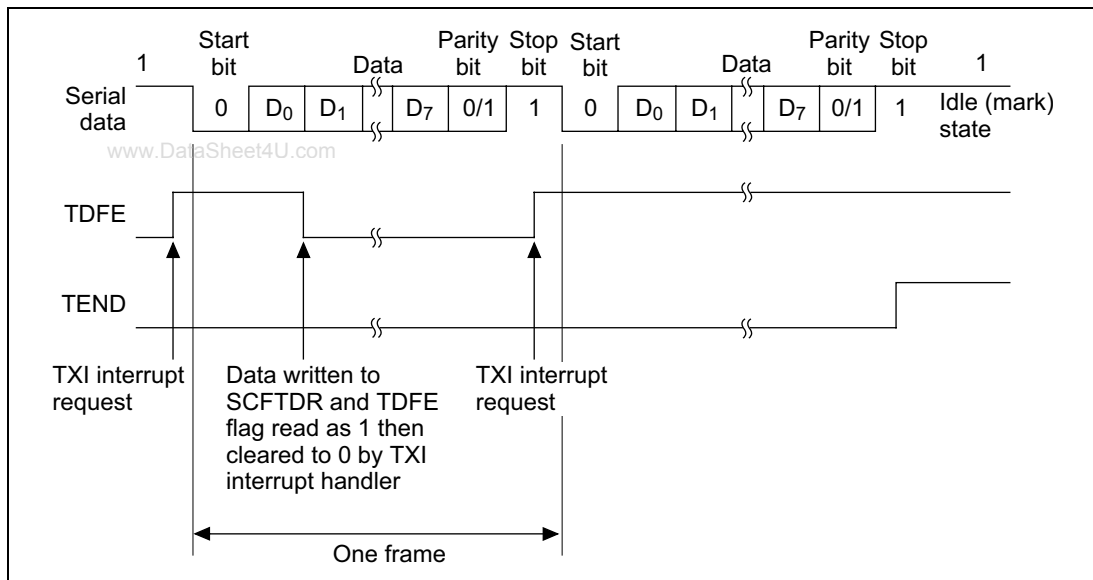 1 Start bit Data Parity bit Stop bit Start bit Data Parity bit Stop bit 1
Serial data 0 D0 D1 D7 0/1 1 0 D0 D1 D7 0/1 1 Idle (mark) state
www.DataSheet4U.com
TDFE
TEND
TXI interrupt request
Data written to
SCFTDR and TDFE
flag read as 1 then
cleared to 0 by TXI
interrupt handler
TXI interrupt request
One frame